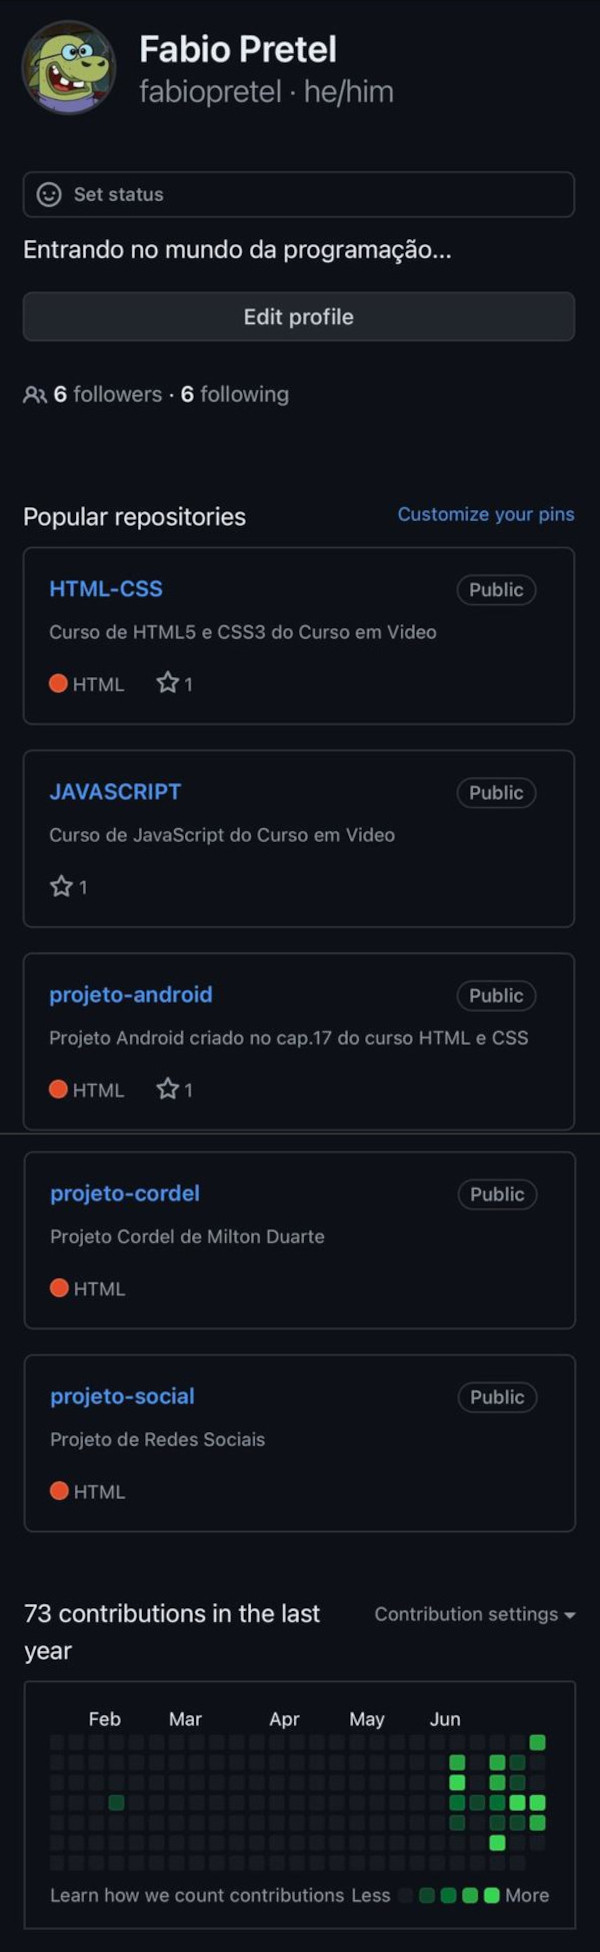 Fabio Pretel
fabiopretel · he/him
Set status
Entrando no mundo da programação...
Edit profile
6 followers · 6 following
Popular repositories
Customize your pins
HTML-CSS
Public
Curso de HTML5 e CSS3 do Curso em Video
HTML 1
JAVASCRIPT
Public
Curso de JavaScript do Curso em Video
1
projeto-android
Public
Projeto Android criado no cap.17 do curso HTML e CSS
HTML 1
projeto-cordel
Public
Projeto Cordel de Milton Duarte
HTML
projeto-social
Public
Projeto de Redes Sociais
HTML
73 contributions in the last
year
Contribution settings
Feb Mar Apr May Jun
Learn how we count contributions Less More